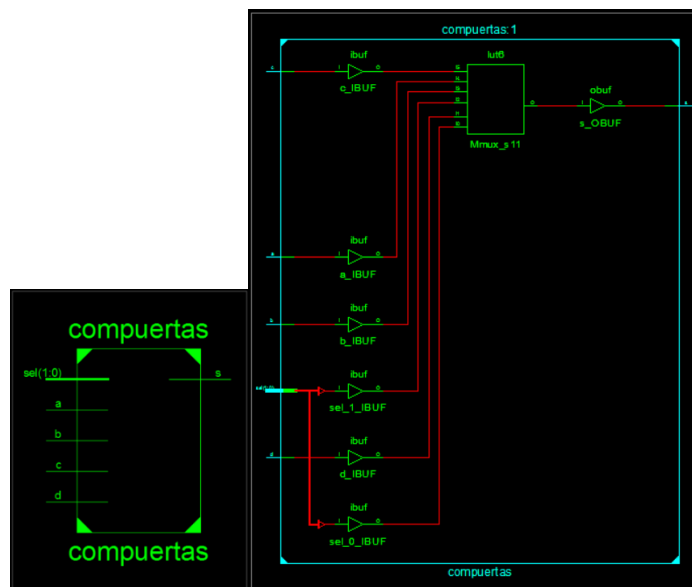 compuertas
sel(1:0)
s
a
b
c
d
compuertas
compuertas:1
ibuf
c
I
O
c_IBUF
lut6
O
Mmux_s11
obuf
I
O
s
s_OBUF
ibuf
I
O
a_IBUF
ibuf
I
O
b_IBUF
ibuf
I
O
sel_1_IBUF
ibuf
d
I
O
d_IBUF
ibuf
I
O
sel_0_IBUF
compuertas